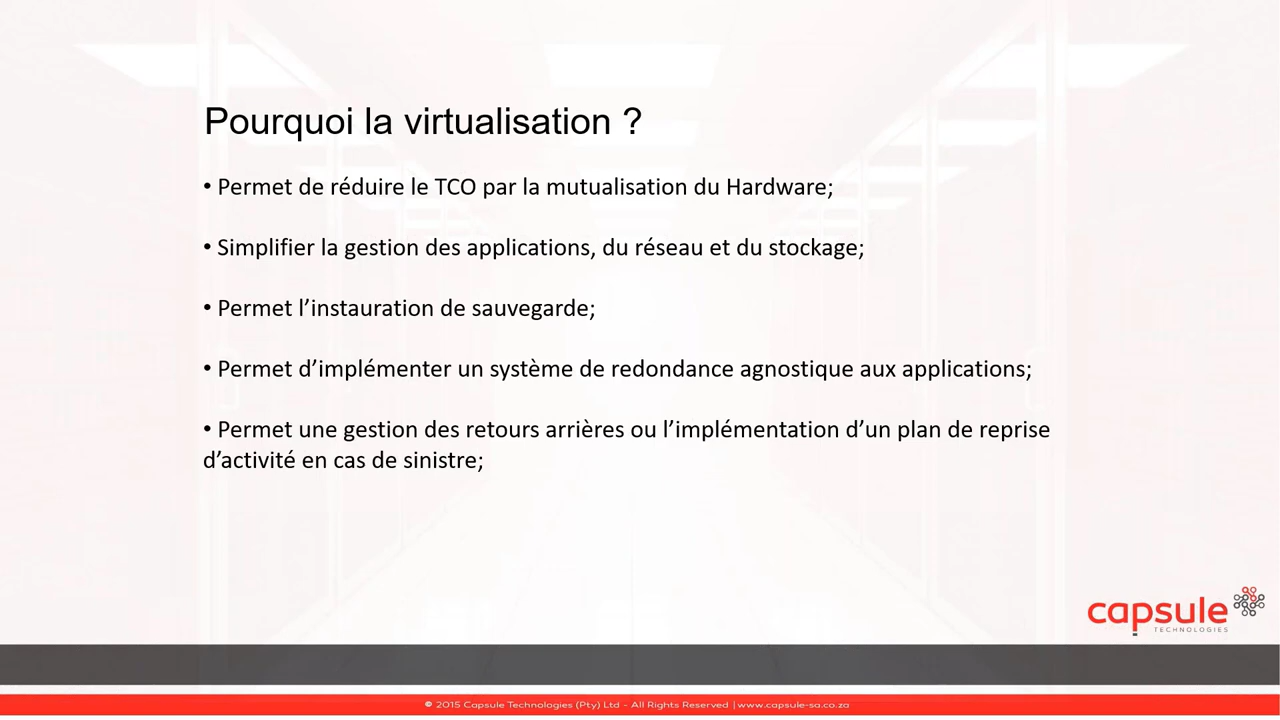 Pourquoi la virtualisation ?
• Permet de réduire le TCO par la mutualisation du Hardware;
• Simplifier la gestion des applications, du réseau et du stockage;
• Permet l’instauration de sauvegarde;
• Permet d’implémenter un système de redondance agnostique aux applications;
• Permet une gestion des retours arrières ou l’implémentation d’un plan de reprise
d’activité en cas de sinistre;
capsule
TECHNOLOGIES
© 2015 Capsule Technologies (Pty) Ltd - All Rights Reserved | www.capsule-sa.co.za